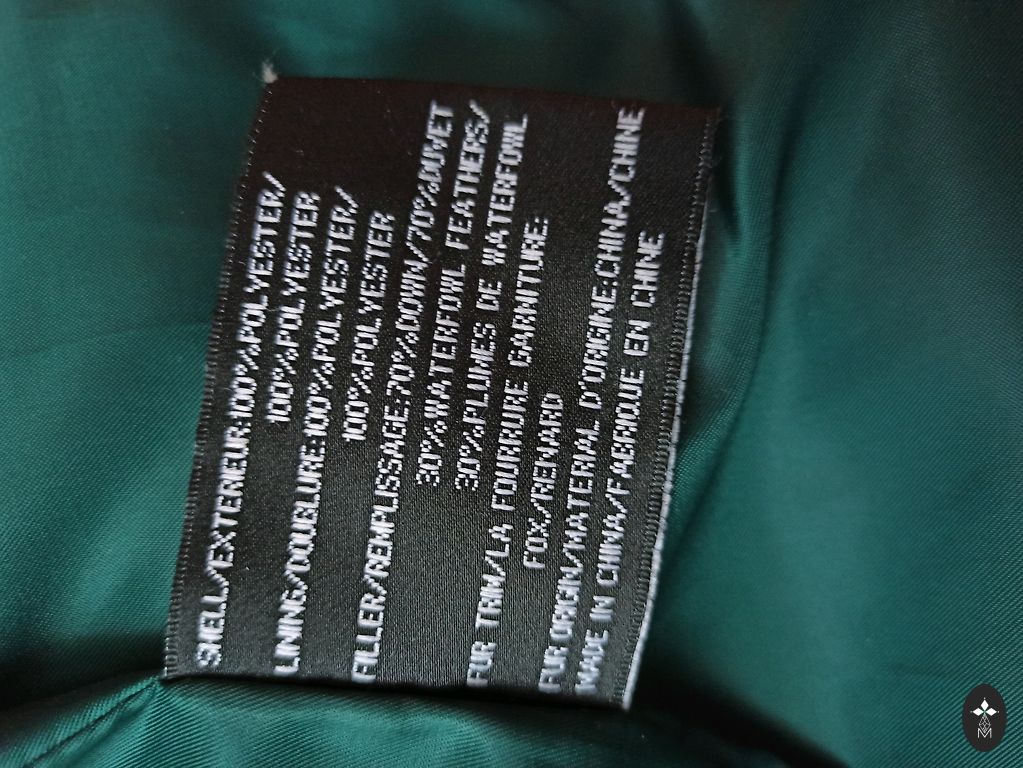 SHELL/EXTERIEUR:100%POLYESTER/
100%POLYESTER
LINING/DOUBLURE:100%POLYESTER/
100%POLYESTER
FILLER/REMPLISSAGE:70%DOWN/70%DUVET
30%WATERFOWL FEATHERS/
30%PLUMES DE WATERFOWL
FUR TRIM/LA FOURRURE GARNITURE:
FOX/RENARD
FUR ORIGIN/MATERIAL D'ORIGINE:CHINA/CHINE
MADE IN CHINA/FABRIQUE EN CHINE
M